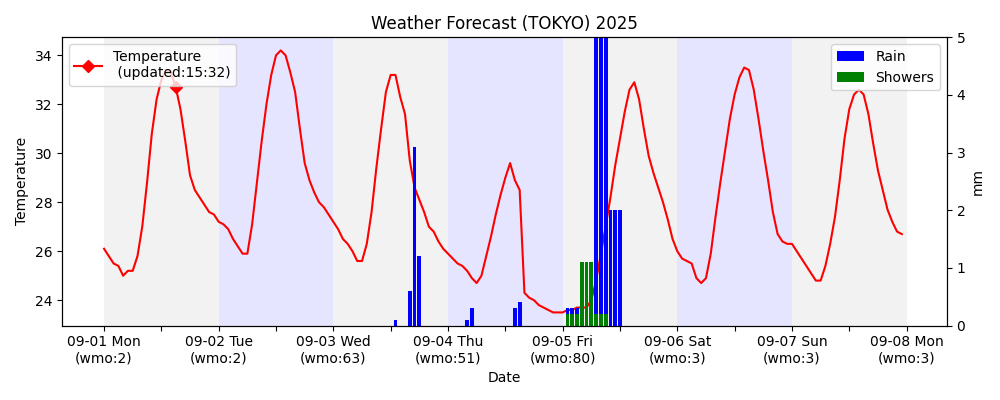 Weather Forecast (TOKYO) 2025
Temperature
(updated:15:32)
Rain
Showers
Temperature
34
32
30
28
26
24
5
4
3
2
1
0
mm
09-01 Mon 09-02 Tue 09-03 Wed 09-04 Thu 09-05 Fri 09-06 Sat 09-07 Sun 09-08 Mon
(wmo:2) (wmo:2) (wmo:63) (wmo:51) (wmo:80) (wmo:3) (wmo:3) (wmo:3)
Date